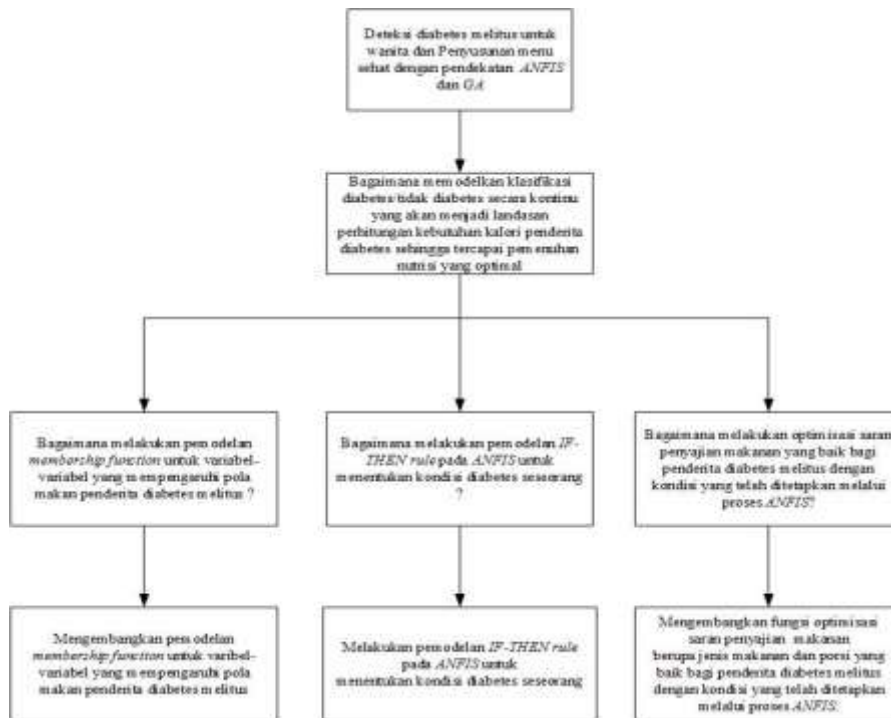 Deteksi diabetes melitus untuk
wanita dan Penyusunan menu
sehat dengan pendekatan ANFIS
dan GA
Bagaimana memodelkan klasifikasi
diabetes/tidak diabetes secara kontinu
yang akan menjadi landasan
perhitungan kebutuhan kalori penderita
diabetes sehingga tercapai pemenuhan
nutrisi yang optimal
Bagaimana melakukan pemodelan
membership function untuk variabel-
variabel yang mempengaruhi pola
makan penderita diabetes melitus ?
Bagaimana melakukan pemodelan IF-
THEN rule pada ANFIS untuk
menentukan kondisi diabetes seseorang
?
Bagaimana melakukan optimisasi saran
penyajian makanan yang baik bagi
penderita diabetes melitus dengan
kondisi yang telah ditetapkan melalui
proses ANFIS?
Mengembangkan pemodelan
membership function untuk varibel-
variabel yang mempengaruhi pola
makan penderita diabetes melitus
Melakukan pemodelan IF-THEN rule
pada ANFIS untuk
menentukan kondisi diabetes seseorang
Mengembangkan fungsi optimisasi
saran penyajian makanan
berupa jenis makanan dan porsi yang
baik bagi penderita diabetes melitus
dengan kondisi yang telah ditetapkan
melalui proses ANFIS.